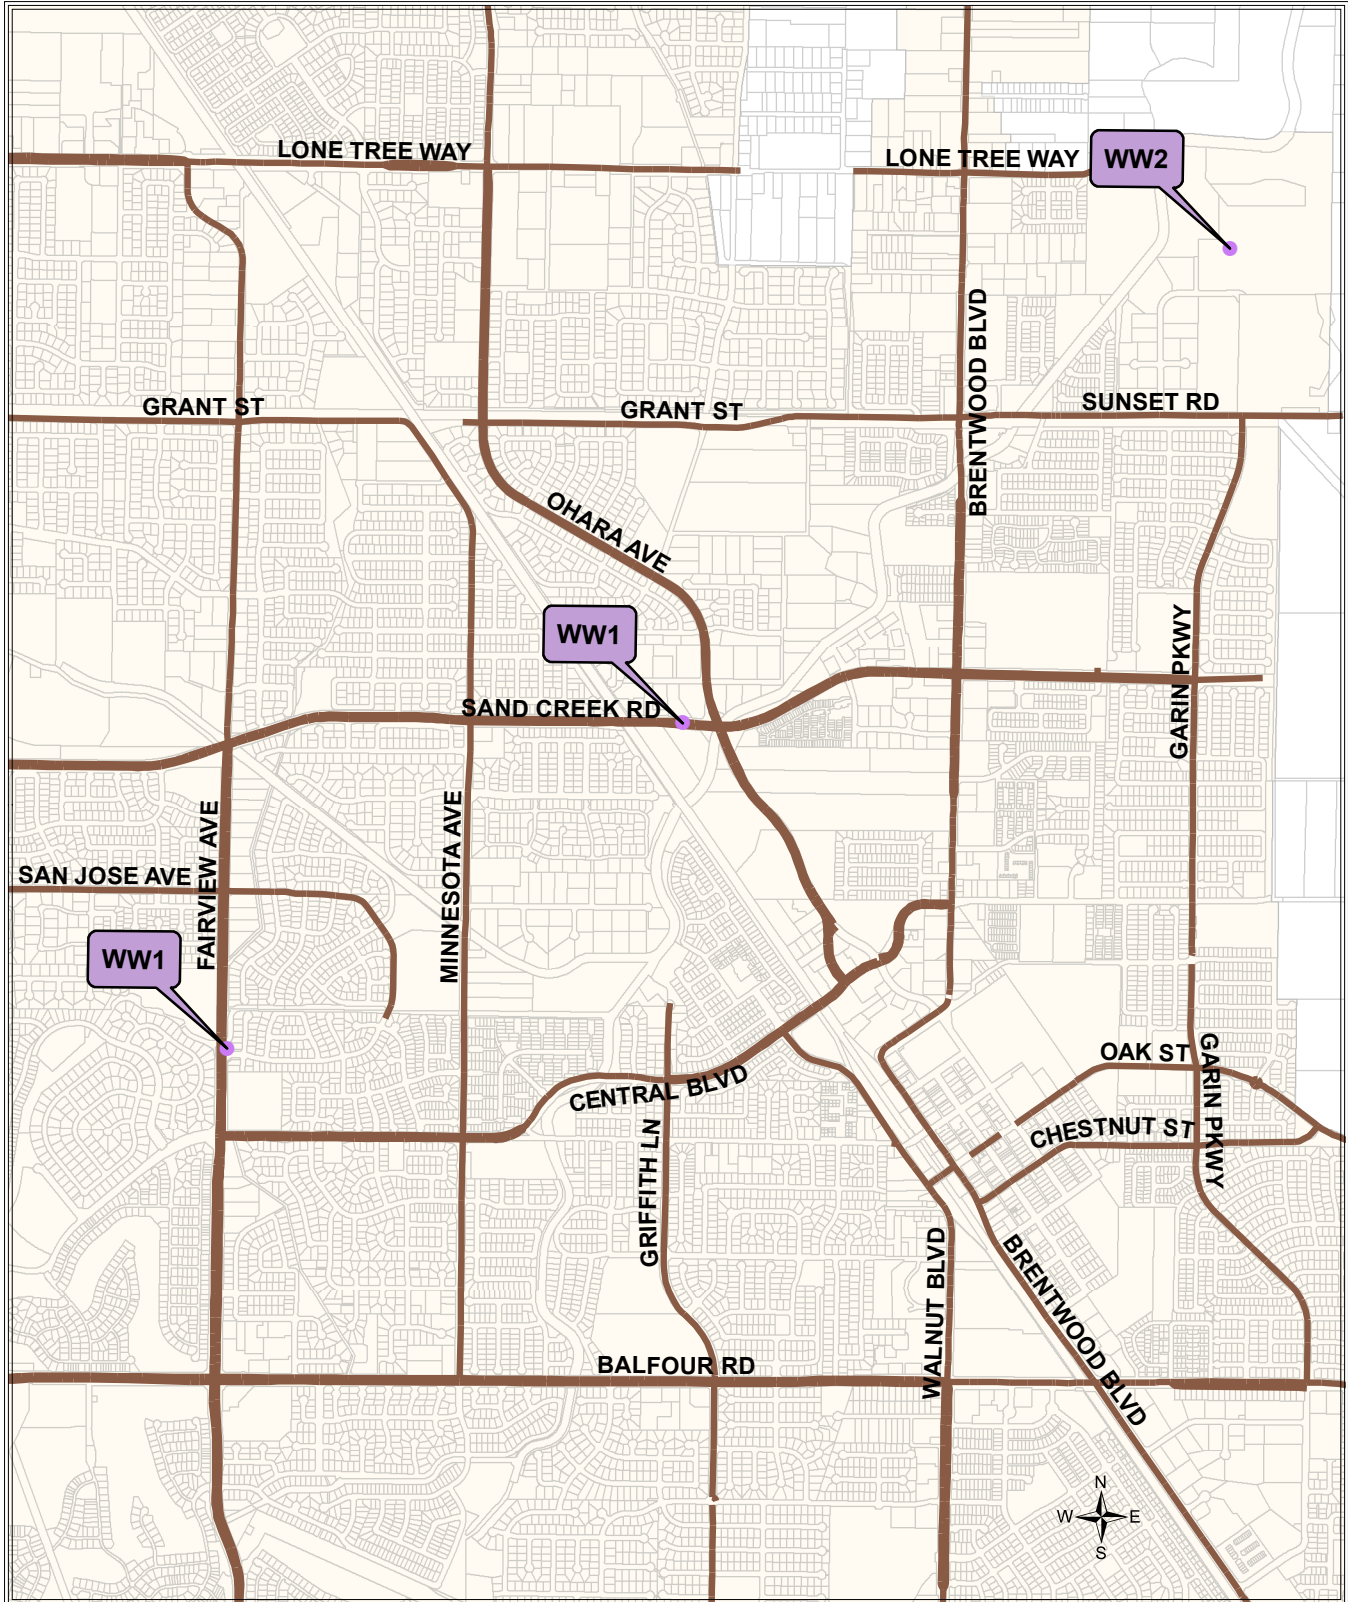 LONE TREE WAY
LONE TREE WAY
WW2
BRENTWOOD BLVD
GRANT ST
GRANT ST
SUNSET RD
OHARA AVE
WW1
SAND CREEK RD
GARIN PKWY
FAIRVIEW AVE
MINNESOTA AVE
SAN JOSE AVE
WW1
OAK ST
GARIN PKWY
CENTRAL BLVD
CHESTNUT ST
GRIFFITH LN
WALNUT BLVD
BRENTWOOD BLVD
BALFOUR RD
N
W E
S